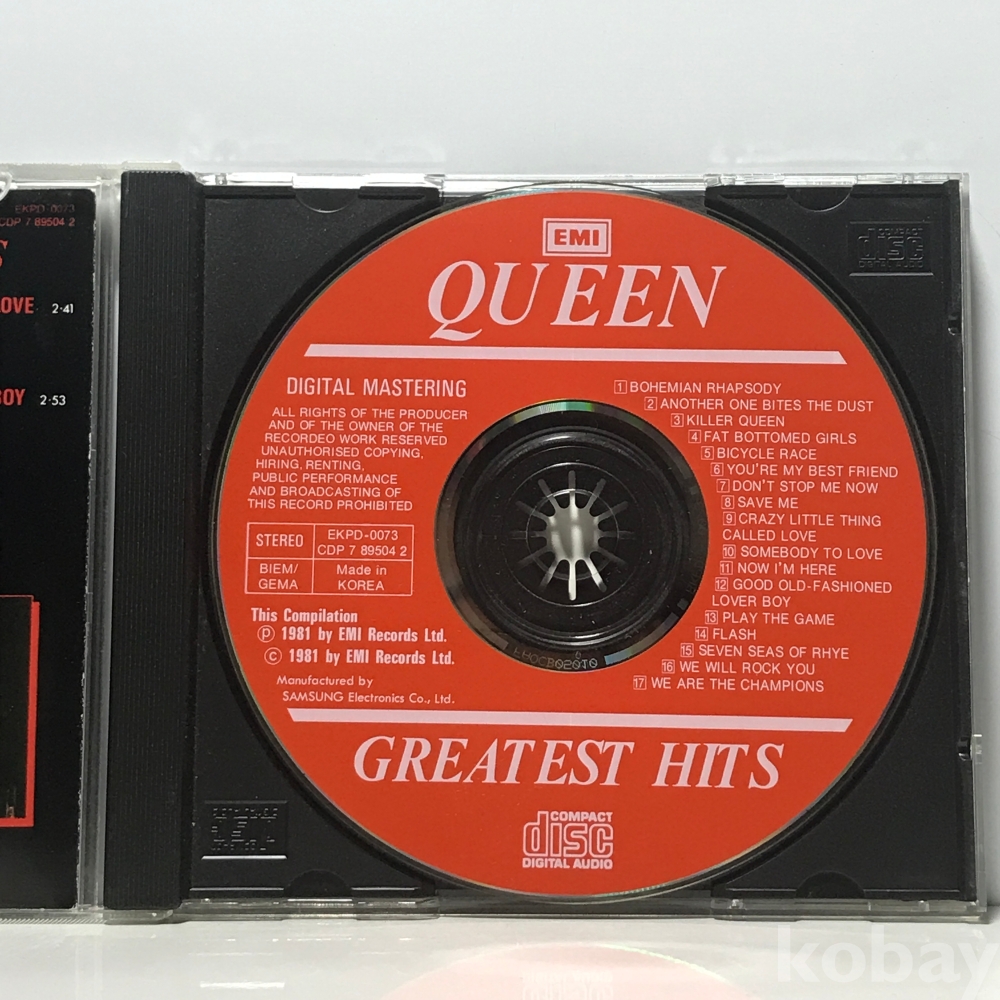 EKPD-0073
CDP 7 89504 2
S
LOVE 2:41
BOY 2:53
EMI
QUEEN
DIGITAL MASTERING
ALL RIGHTS OF THE PRODUCER
AND OF THE OWNER OF THE
RECORDEO WORK RESERVED
UNAUTHORISED COPYING,
HIRING, RENTING,
PUBLIC PERFORMANCE
AND BROADCASTING OF
THIS RECORD PROHIBITED
STEREO
EKPD-0073
CDP 7 89504 2
BIEM/
GEMA
Made in
KOREA
This Compilation
Ⓟ 1981 by EMI Records Ltd.
© 1981 by EMI Records Ltd.
Manufactured by
SAMSUNG Electronics Co., Ltd.
1 BOHEMIAN RHAPSODY
2 ANOTHER ONE BITES THE DUST
3 KILLER QUEEN
4 FAT BOTTOMED GIRLS
5 BICYCLE RACE
6 YOU'RE MY BEST FRIEND
7 DON'T STOP ME NOW
8 SAVE ME
9 CRAZY LITTLE THING
CALLED LOVE
10 SOMEBODY TO LOVE
11 NOW I'M HERE
12 GOOD OLD-FASHIONED
LOVER BOY
13 PLAY THE GAME
14 FLASH
15 SEVEN SEAS OF RHYE
16 WE WILL ROCK YOU
17 WE ARE THE CHAMPIONS
GREATEST HITS
COMPACT
disc
DIGITAL AUDIO
COMPACT
disc
DIGITAL AUDIO
kobay